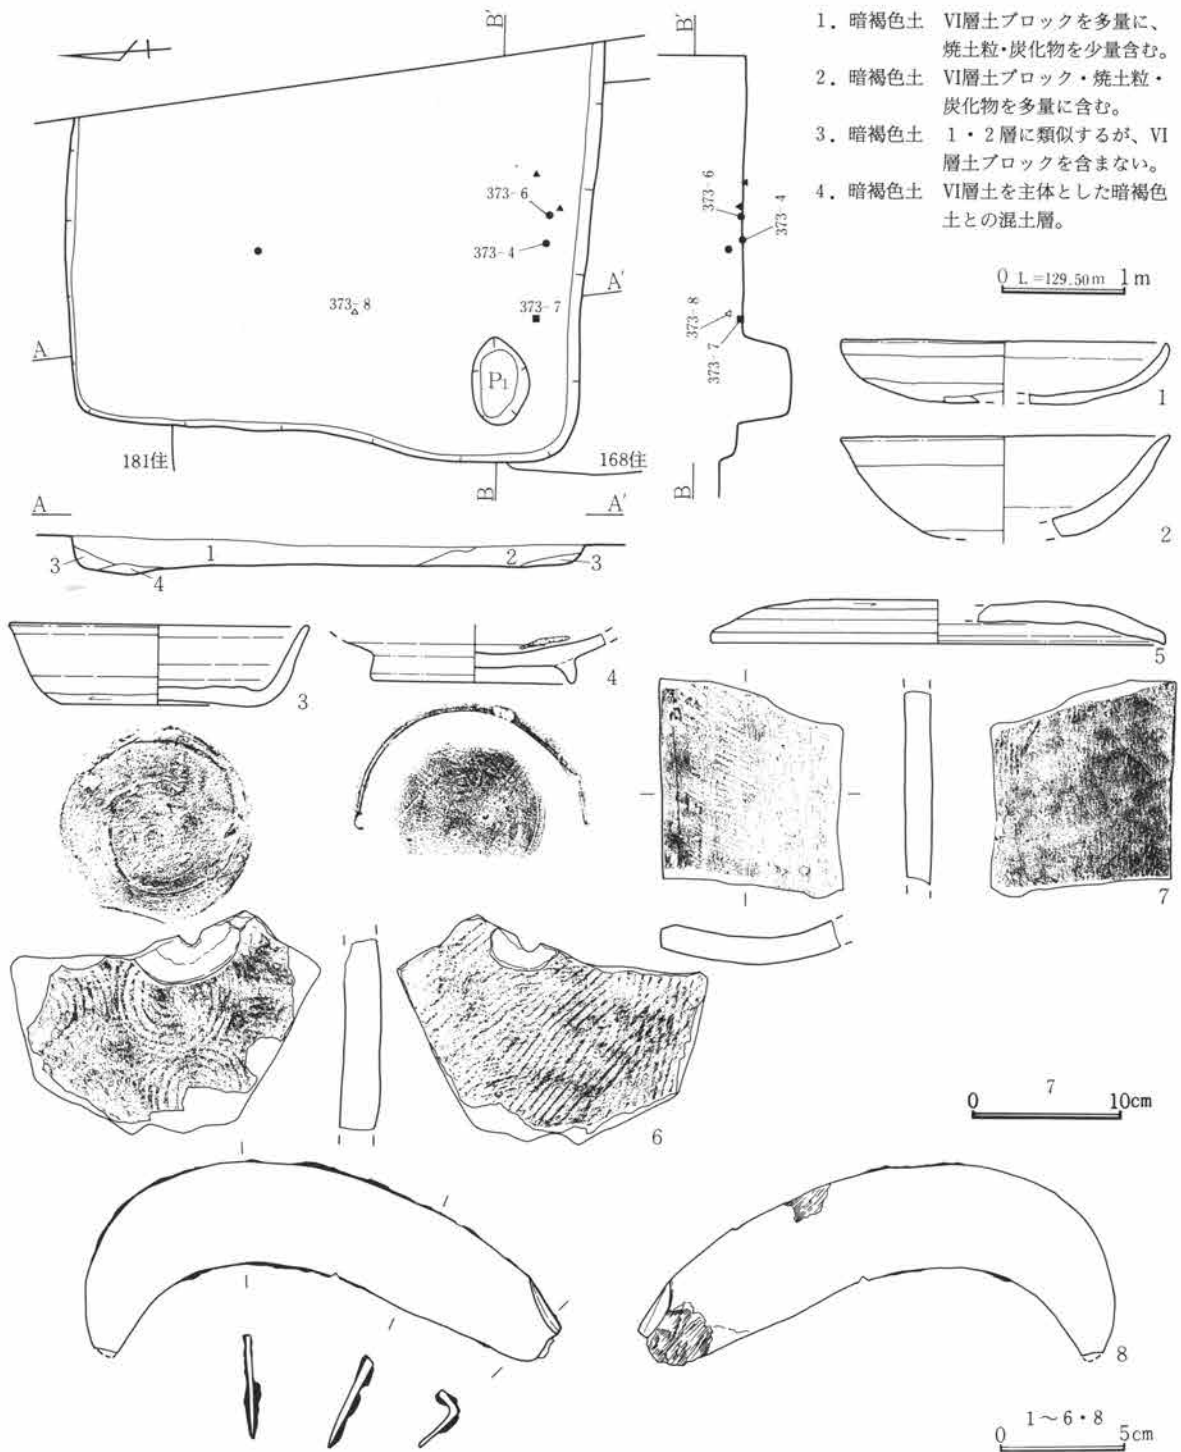 1．暗褐色土　VI層土ブロックを多量に、
焼土粒・炭化物を少量含む。
2．暗褐色土　VI層土ブロック・焼土粒・
炭化物を多量に含む。
3．暗褐色土　1・2層に類似するが、VI
層土ブロックを含まない。
4．暗褐色土　VI層土を主体とした暗褐色
土との混土層。
B′
B′
373-6
373-4
373-8
373-7
A
A′
P1
181住
168住
B
373-6
373-4
373-8
373-7
B
0 L=129.50m 1m
A
A′
3
4
1
2
3
1
2
3
4
5
6
7
7
0 10cm
8
1～6・8
0 5cm